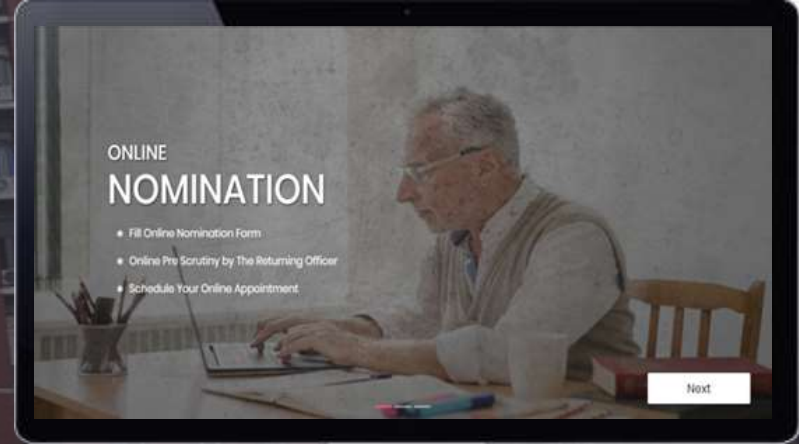 ONLINE
NOMINATION
Fill Online Nomination Form
Online Pre Scrutiny by The Returning Officer
Schedule Your Online Appointment
Next